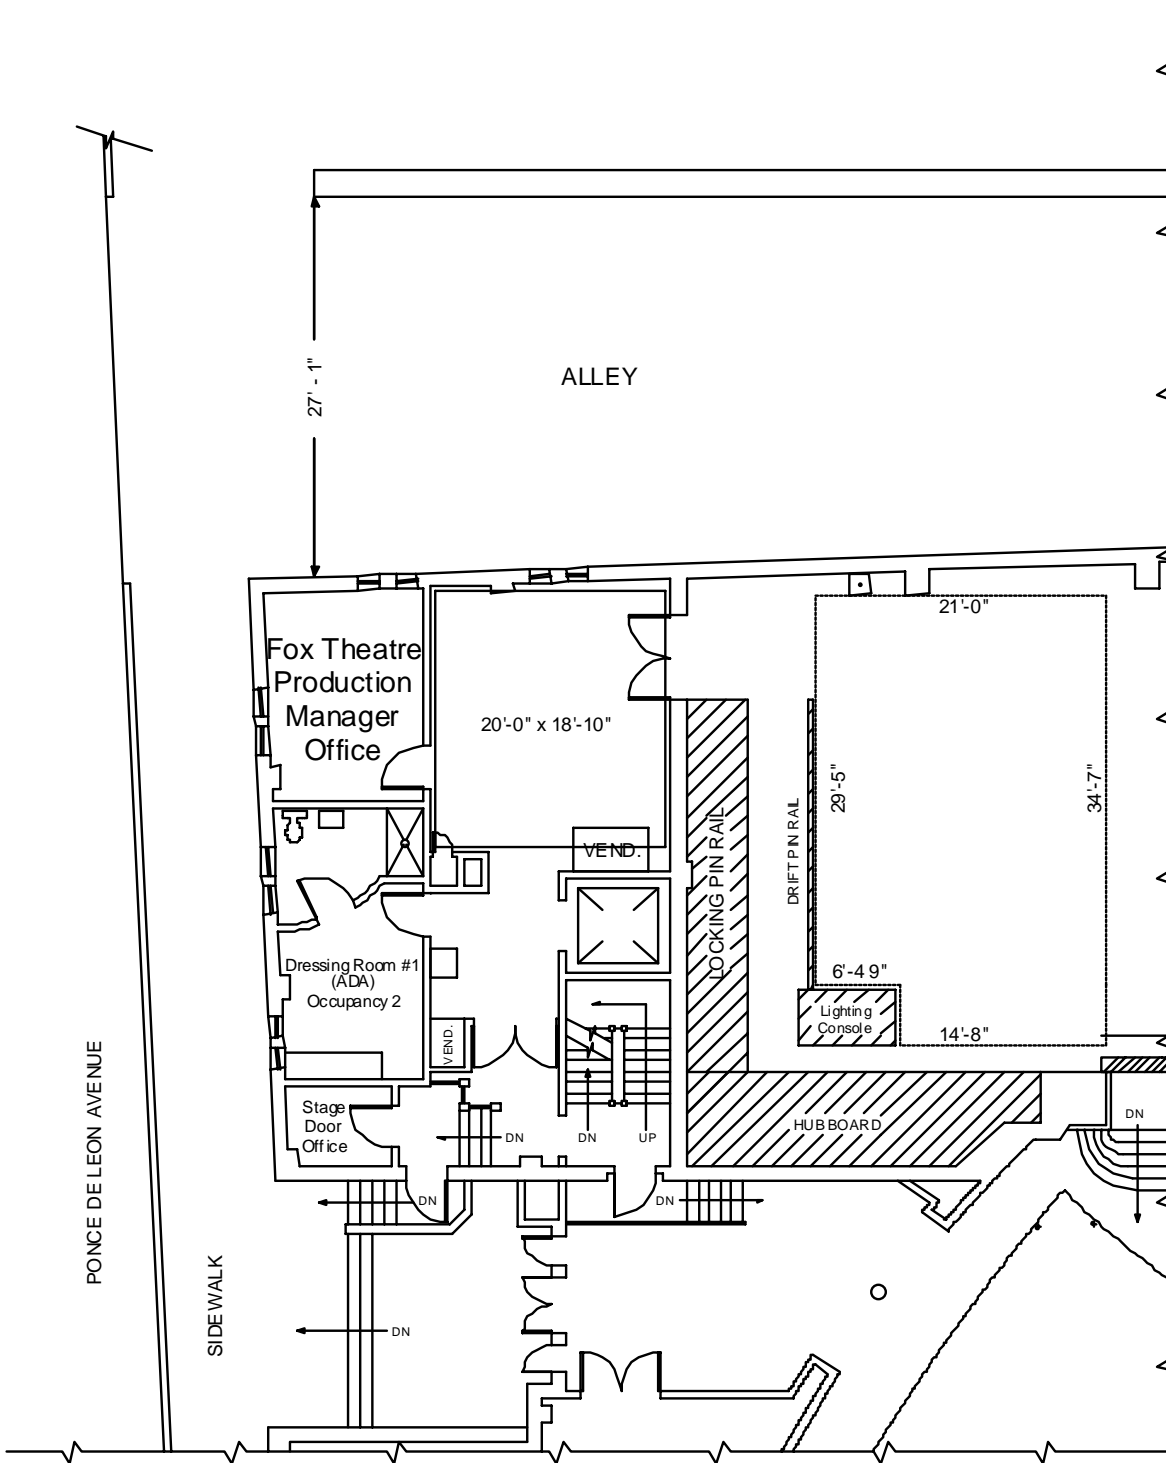 27' - 1"
ALLEY
21'-0"
Fox Theatre
Production
Manager
Office
20'-0" x 18'-10"
29'-5"
34'-7"
LOCKING PIN RAIL
DRIFT PIN RAIL
VEND.
Dressing Room #1
(ADA)
Occupancy 2
6'-4 9"
Lighting
Console
14'-8"
VEND.
Stage
Door
Office
DN
DN
UP
HUB BOARD
DN
DN
DN
PONCE DE LEON AVENUE
SIDEWALK
DN